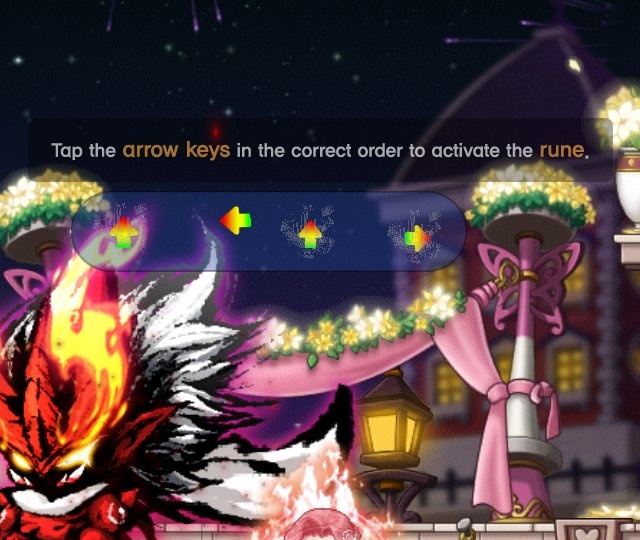 Tap the arrow keys in the correct order to activate the rune.